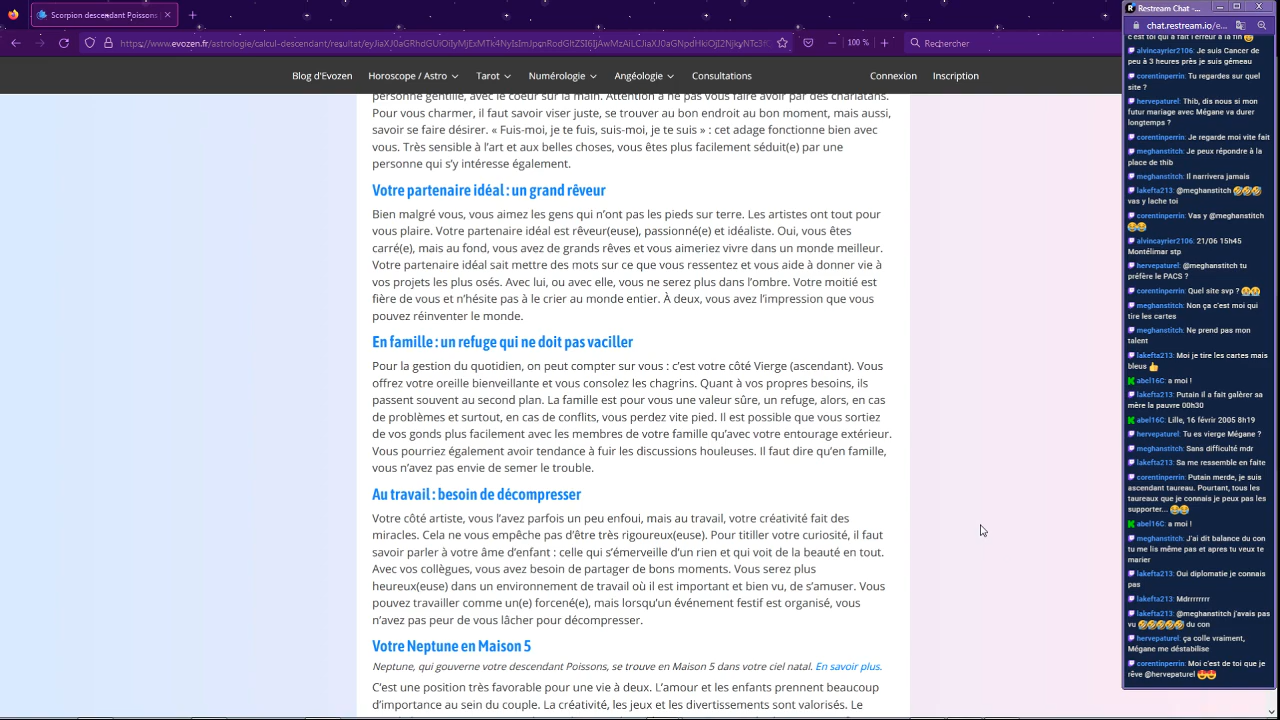 Scorpion descendant Poissons
Restream Chat -...
https://www.evozen.fr/astrologie/calcul-descendant/resultat/
100 %
Rechercher
chat.restream.io/e...
Blog d'Evozen
Horoscope / Astro
Tarot
Numérologie
Angéologie
Consultations
Connexion
Inscription
personne gentille, avec le coeur sur la main. Attention à ne pas vous faire avoir par des charlatans.
Pour vous charmer, il faut savoir viser juste, se trouver au bon endroit au bon moment, mais aussi,
savoir se faire désirer. « Fuis-moi, je te fuis, suis-moi, je te suis » : cet adage fonctionne bien avec
vous. Très sensible à l'art et aux belles choses, vous êtes plus facilement séduit(e) par une
personne qui s'y intéresse également.
Votre partenaire idéal : un grand rêveur
Bien malgré vous, vous aimez les gens qui n'ont pas les pieds sur terre. Les artistes ont tout pour
vous plaire. Votre partenaire idéal est rêveur(euse), passionné(e) et idéaliste. Oui, vous êtes
carré(e), mais au fond, vous avez de grands rêves et vous aimeriez vivre dans un monde meilleur.
Votre partenaire idéal sait mettre des mots sur ce que vous ressentez et vous aide à donner vie à
vos projets les plus osés. Avec lui, ou avec elle, vous ne serez plus dans l'ombre. Votre moitié est
fière de vous et n'hésite pas à le crier au monde entier. À deux, vous avez l'impression que vous
pouvez réinventer le monde.
En famille : un refuge qui ne doit pas vaciller
Pour la gestion du quotidien, on peut compter sur vous : c'est votre côté Vierge (ascendant). Vous
offrez votre oreille bienveillante et vous consolez les chagrins. Quant à vos propres besoins, ils
passent souvent au second plan. La famille est pour vous une valeur sûre, un refuge, alors, en cas
de problèmes ou en cas de conflits, vous perdez vite pied. Il est possible que vous sortez
de vos gonds plus facilement avec les membres de votre famille qu'avec votre entourage extérieur.
Vous pourriez également avoir tendance à fuir les discussions houleuses. Il faut dire qu'en famille,
vous n'avez pas envie de semer le trouble.
Au travail : besoin de décompresser
Votre côté artiste, vous l'avez parfois un peu enfoui, mais au travail, votre créativité fait des
miracles. Cela ne vous empêche pas d'être très rigoureux(euse). Pour titiller votre curiosité, il faut
savoir parler à votre âme d'enfant : celle qui s'émerveille d'un rien et qui voit de la beauté en tout.
Avec vos collègues, vous avez besoin de partager de bons moments. Vous serez plus
heureux(euse) dans un environnement de travail où il est important et bien vu, de s'amuser. Vous
pouvez travailler comme un(e) forcené(e), mais lorsqu'un événement festif est organisé, vous
n'avez pas peur de vous lâcher pour décompresser.
Votre Neptune en Maison 5
Neptune, qui gouverne votre descendant Poissons, se trouve en Maison 5 dans votre ciel natal. En savoir plus.
C'est une position très favorable pour une vie à deux. L'amour et les enfants prennent beaucoup
d'importance au sein du couple. La créativité, les jeux et les divertissements sont valorisés. Le
c'est toi qui a fait l'erreur à la fin
alvincayrier2106: Je suis Cancer de
peu à 3 heures près je suis gémeau
corentinperrin: Tu regardes sur quel
site ?
hervepaturel: Thib, dis nous si mon
futur mariage avec Mégane va durer
longtemps ?
corentinperrin: Je regarde moi vite fait
meghanstitch: Je peux répondre à la
place de thib
meghanstitch: Il narrivera jamais
lakefta213: @meghanstitch 🤣🤣🤣
vas y lache toi
corentinperrin: Vas y @meghanstitch
😂😂
alvincayrier2106: 21/06 15h45
Montélimar stp
hervepaturel: @meghanstitch tu
préfère le PACS ?
corentinperrin: Quel site svp ? 😭😭
meghanstitch: Non ça c'est moi qui
tire les cartes
meghanstitch: Ne prend pas mon
talent
lakefta213: Moi je tire les cartes mais
bleus 👍
abel16C: a moi !
lakefta213: Putain il a fait galèrer sa
mère la pauvre 00h30
abel16C: Lille, 16 févrir 2005 8h19
hervepaturel: Tu es vierge Mégane ?
meghanstitch: Sans difficulté mdr
lakefta213: Sa me ressemble en faite
corentinperrin: Putain merde, je suis
ascendant taureau. Pourtant, tous les
taureaux que je connais je peux pas les
supporter... 😂😂
abel16C: a moi !
meghanstitch: J'ai dit balance du con
tu me lis même pas et apres tu veux te
marier
lakefta213: Oui diplomatie je connais
pas
lakefta213: Mdrrrrrrrr
lakefta213: @meghanstitch j'avais pas
vu 🤣🤣🤣🤣🤣 du con
hervepaturel: ça colle vraiment,
Mégane me déstabilise
corentinperrin: Moi c'est de toi que je
rêve @hervepaturel 😍😍